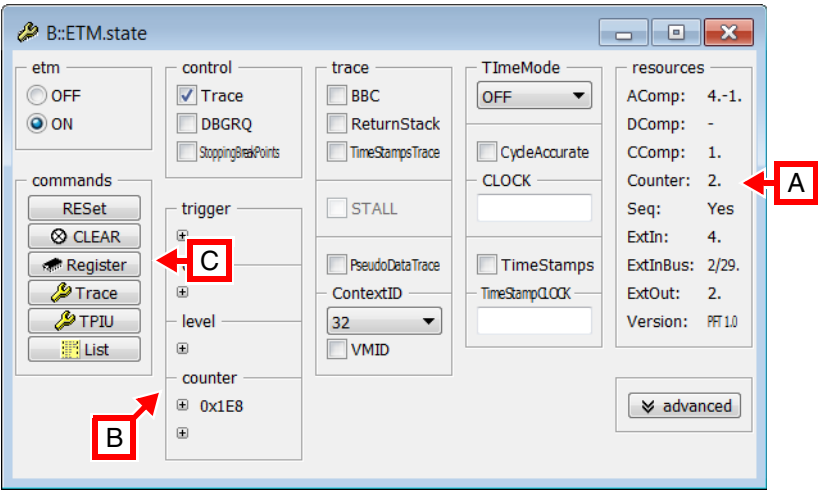 B::ETM.state
etm
OFF
ON
commands
RESet
CLEAR
Register
Trace
TPIU
List
control
Trace
DBGRQ
StoppingBreakPoints
trigger
level
counter
0x1E8
trace
BBC
ReturnStack
TimeStampsTrace
STALL
PseudoDataTrace
ContextID
32
VMID
TImeMode
OFF
CycleAccurate
CLOCK
TimeStamps
TimeStampCLOCK
resources
AComp: 4.-1.
DComp: -
CComp: 1.
Counter: 2.
Seq: Yes
ExtIn: 4.
ExtInBus: 2/29.
ExtOut: 2.
Version: PFT 1.0
advanced
A
C
B